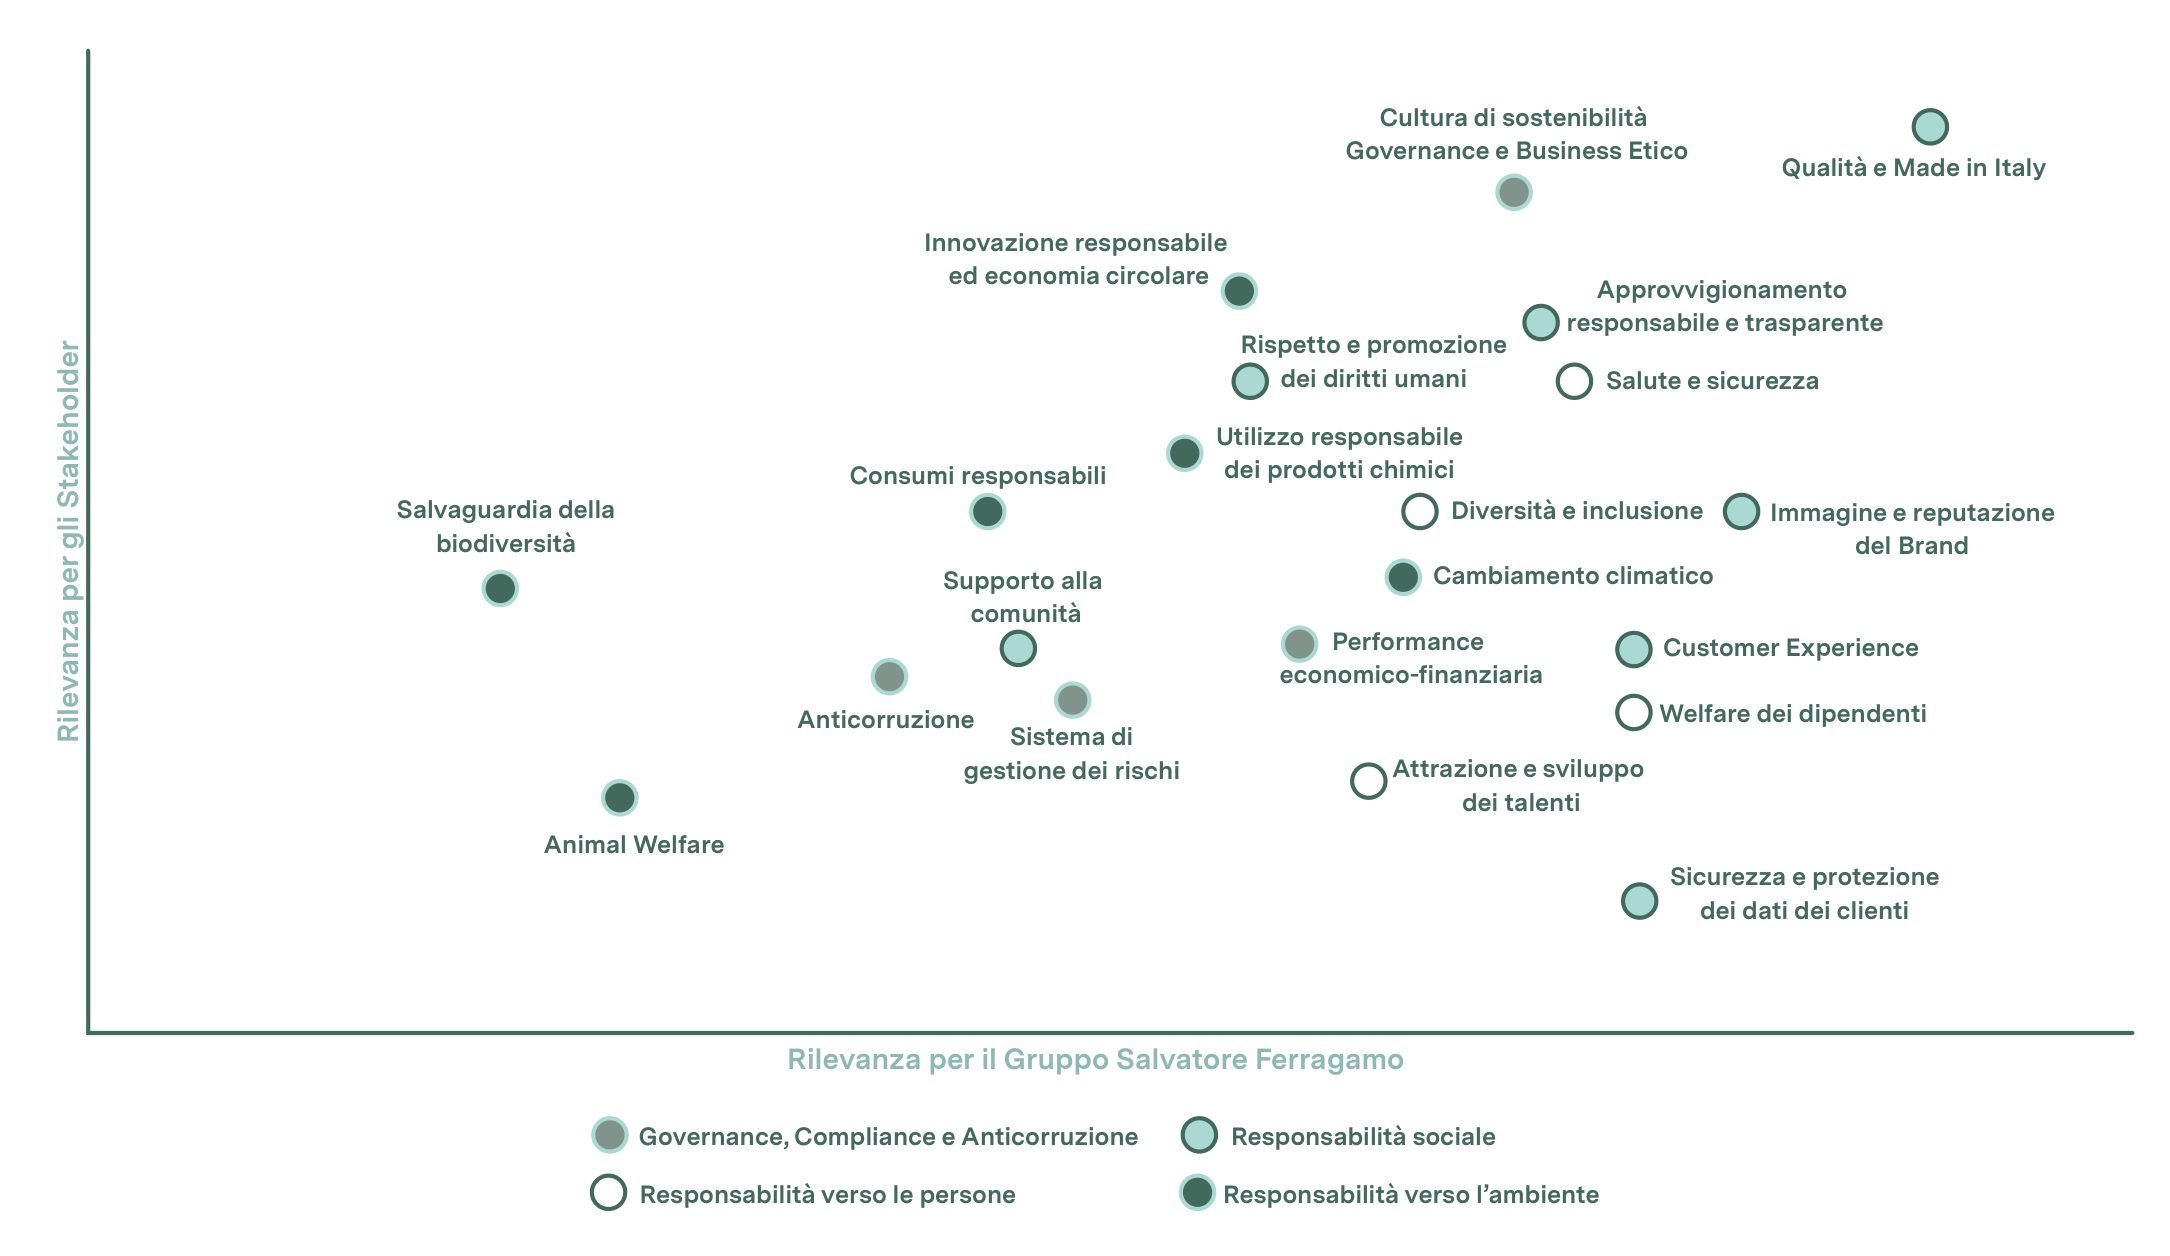 Cultura di sostenibilità
Governance e Business Etico
Qualità e Made in Italy
Innovazione responsabile
ed economia circolare
Approvvigionamento
responsabile e trasparente
Rispetto e promozione
dei diritti umani
Salute e sicurezza
Utilizzo responsabile
dei prodotti chimici
Consumi responsabili
Salvaguardia della
biodiversità
Diversità e inclusione
Immagine e reputazione
del Brand
Supporto alla
comunità
Cambiamento climatico
Performance
economico-finanziaria
Customer Experience
Anticorruzione
Sistema di
gestione dei rischi
Welfare dei dipendenti
Attrazione e sviluppo
dei talenti
Animal Welfare
Sicurezza e protezione
dei dati dei clienti
Rilevanza per gli Stakeholder
Rilevanza per il Gruppo Salvatore Ferragamo
Governance, Compliance e Anticorruzione
Responsabilità sociale
Responsabilità verso le persone
Responsabilità verso l’ambiente